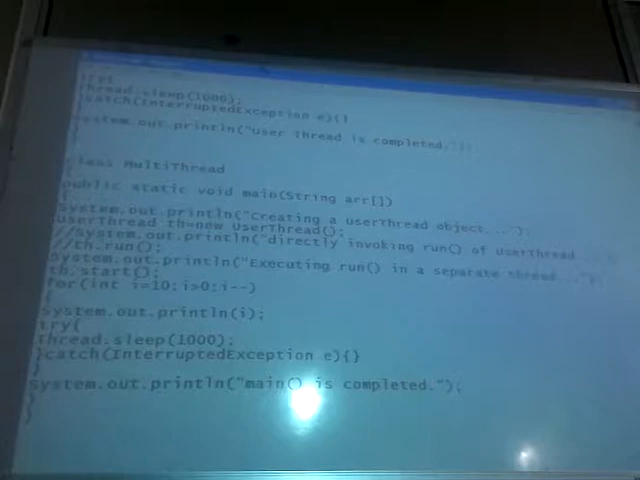 try{
Thread.sleep(1000);
}catch(InterruptedException e){}
}
System.out.println("User Thread is completed.");
}
}
class MultiThread
{
public static void main(String arr[])
{
System.out.println("Creating a userThread object...");
UserThread th=new UserThread();
//System.out.println("directly invoking run() of userThread
//th.run();
System.out.println("Executing run() in a separate thread...");
th.start();
for(int i=10;i>0;i--)
{
System.out.println(i);
try{
Thread.sleep(1000);
}catch(InterruptedException e){}
}
System.out.println("main() is completed.");
}
}